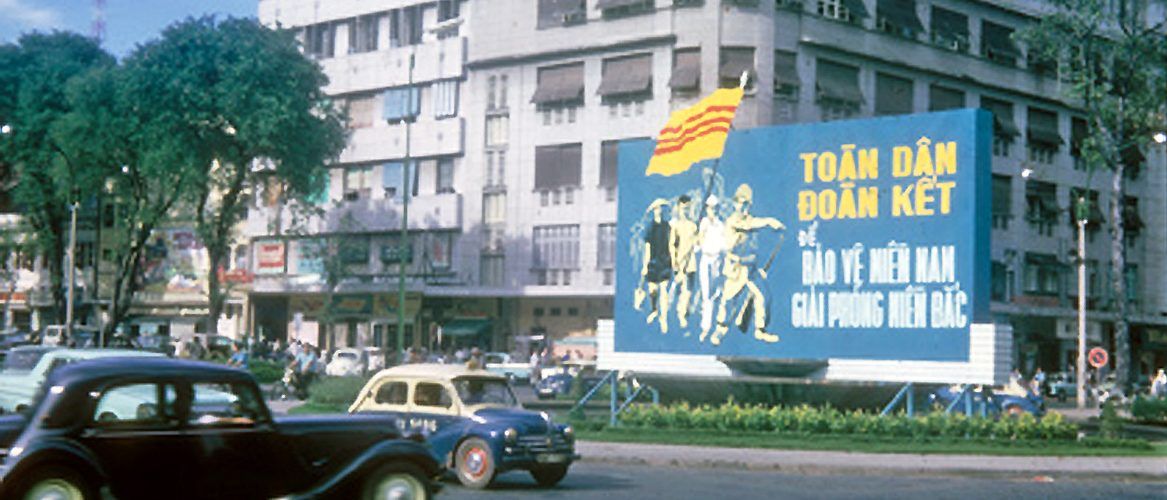 TOÀN DÂN
ĐOÀN KẾT
ĐỂ
BẢO VỆ MIỀN NAM
GIẢI PHÓNG MIỀN BẮC